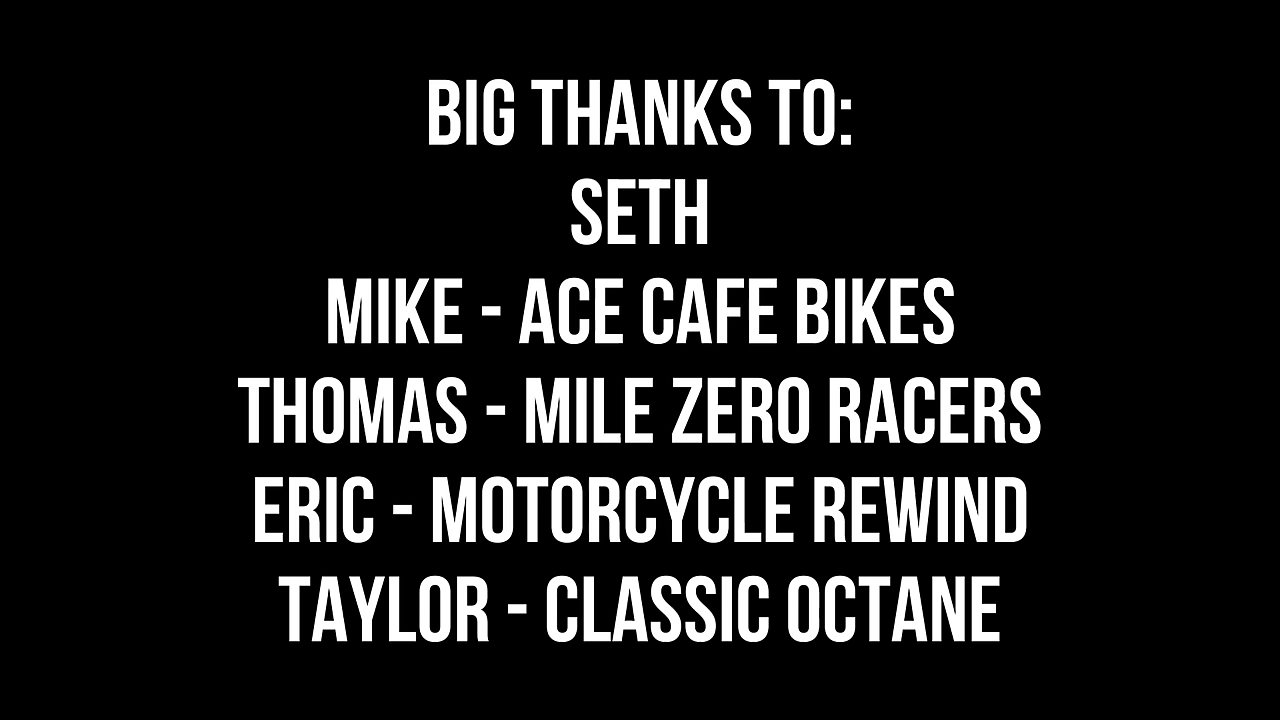 BIG THANKS TO:
SETH
MIKE - ACE CAFE BIKES
THOMAS - MILE ZERO RACERS
ERIC - MOTORCYCLE REWIND
TAYLOR - CLASSIC OCTANE